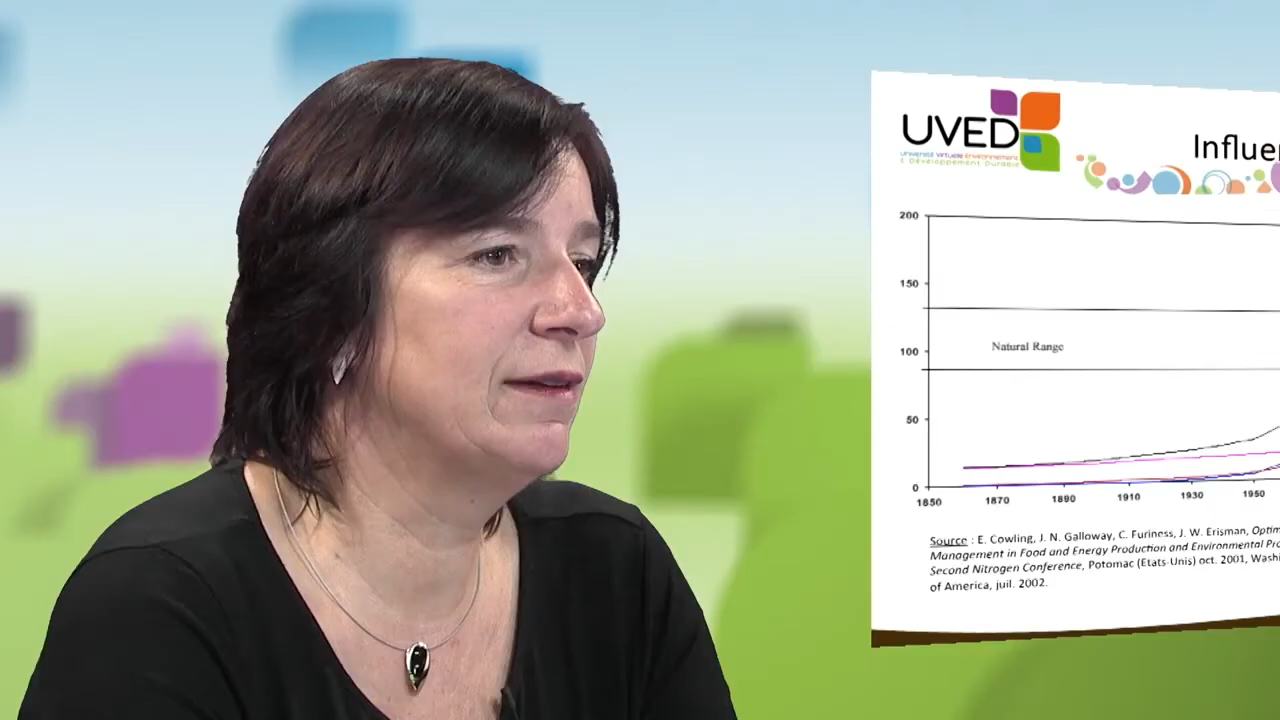 UVED
Université Virtuelle Environnement
& Développement Durable
Influe
200
150
100
50
0
Natural Range
1850
1870
1890
1910
1930
1950
Source : E. Cowling, J. N. Galloway, C. Furiness, J. W. Erisman, Optim
Management in Food and Energy Production and Environmental Pro
Second Nitrogen Conference, Potomac (Etats-Unis) oct. 2001, Washi
of America, juil. 2002.